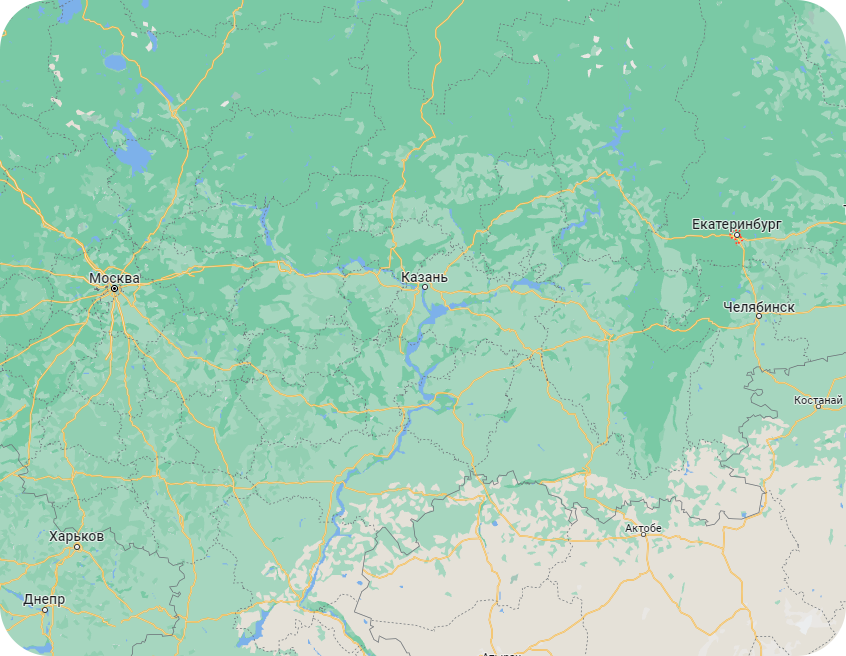 Екатеринбург
Москва
Казань
Челябинск
Костанай
Актобе
Харьков
Днепр